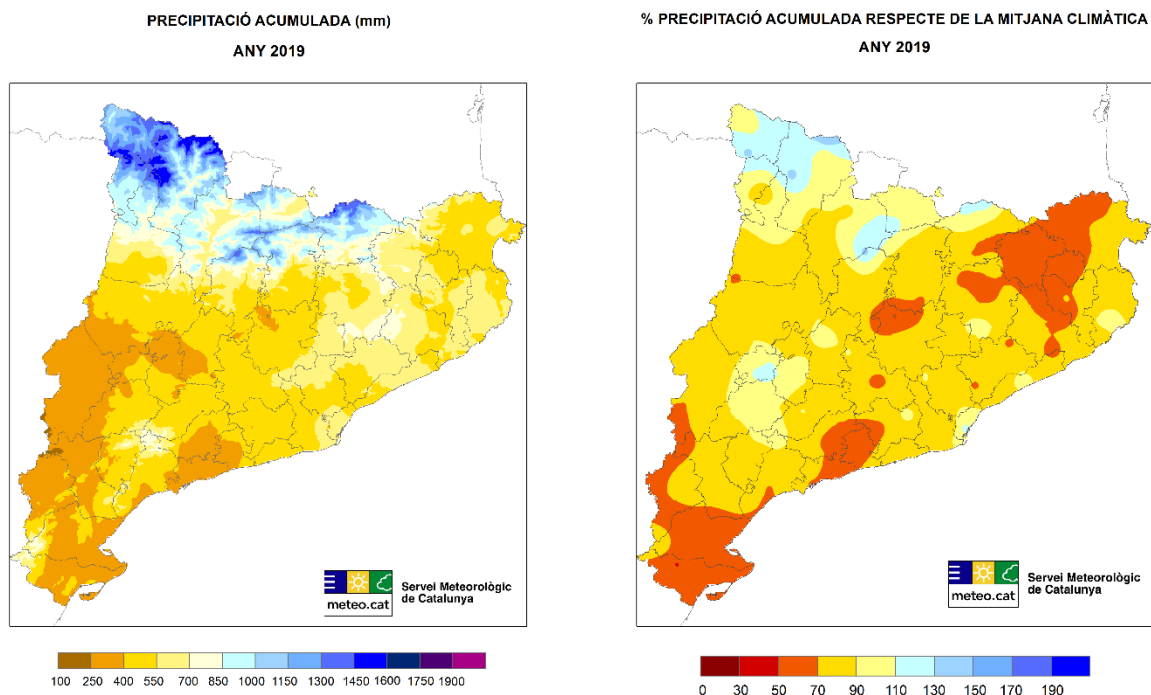 PRECIPITACIÓ ACUMULADA (mm)
ANY 2019
Servei Meteorològic
de Catalunya
meteo.cat
100 250 400 550 700 850 1000 1150 1300 1450 1600 1750 1900
% PRECIPITACIÓ ACUMULADA RESPECTE DE LA MITJANA CLIMÀTICA
ANY 2019
Servei Meteorològic
de Catalunya
meteo.cat
0 30 50 70 90 110 130 150 170 190